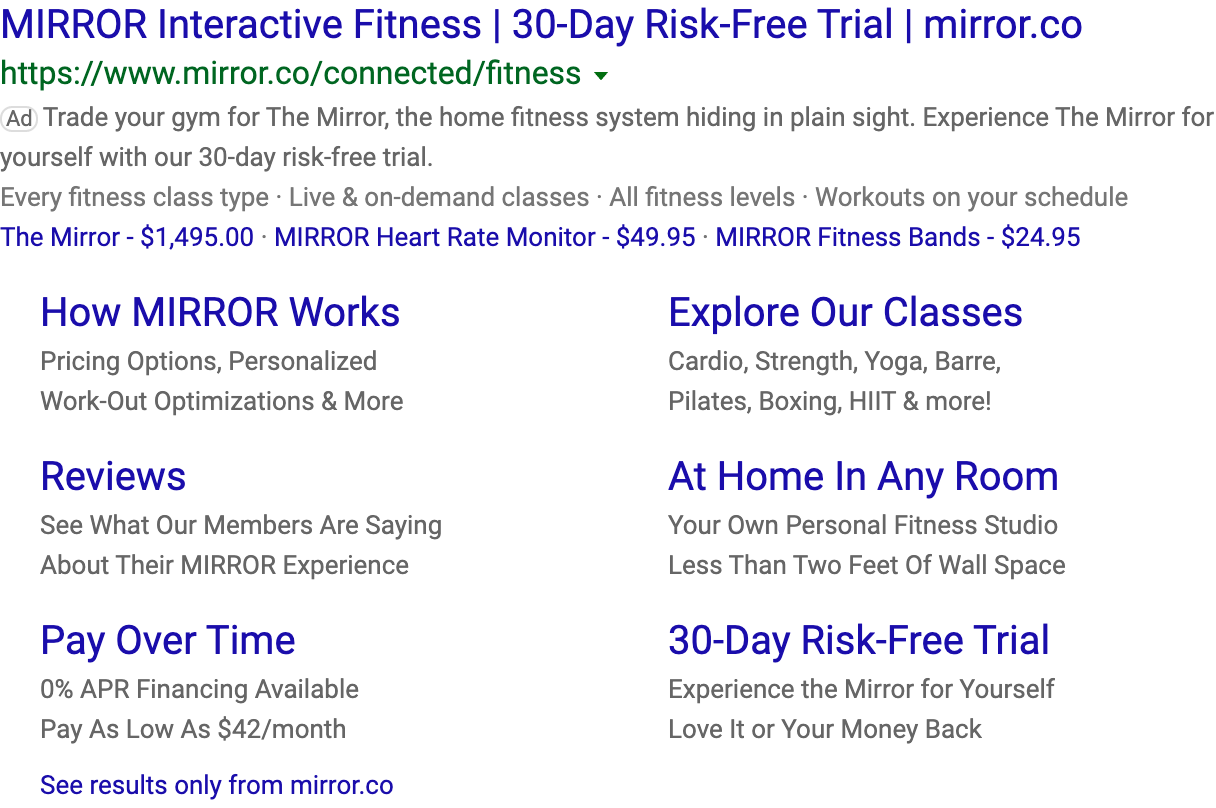 MIRROR Interactive Fitness | 30-Day Risk-Free Trial | mirror.co
https://www.mirror.co/connected/fitness
Ad Trade your gym for The Mirror, the home fitness system hiding in plain sight. Experience The Mirror for
yourself with our 30-day risk-free trial.
Every fitness class type · Live & on-demand classes · All fitness levels · Workouts on your schedule
The Mirror - $1,495.00 · MIRROR Heart Rate Monitor - $49.95 · MIRROR Fitness Bands - $24.95
How MIRROR Works
Pricing Options, Personalized
Work-Out Optimizations & More
Explore Our Classes
Cardio, Strength, Yoga, Barre,
Pilates, Boxing, HIIT & more!
Reviews
See What Our Members Are Saying
About Their MIRROR Experience
At Home In Any Room
Your Own Personal Fitness Studio
Less Than Two Feet Of Wall Space
Pay Over Time
0% APR Financing Available
Pay As Low As $42/month
30-Day Risk-Free Trial
Experience the Mirror for Yourself
Love It or Your Money Back
See results only from mirror.co